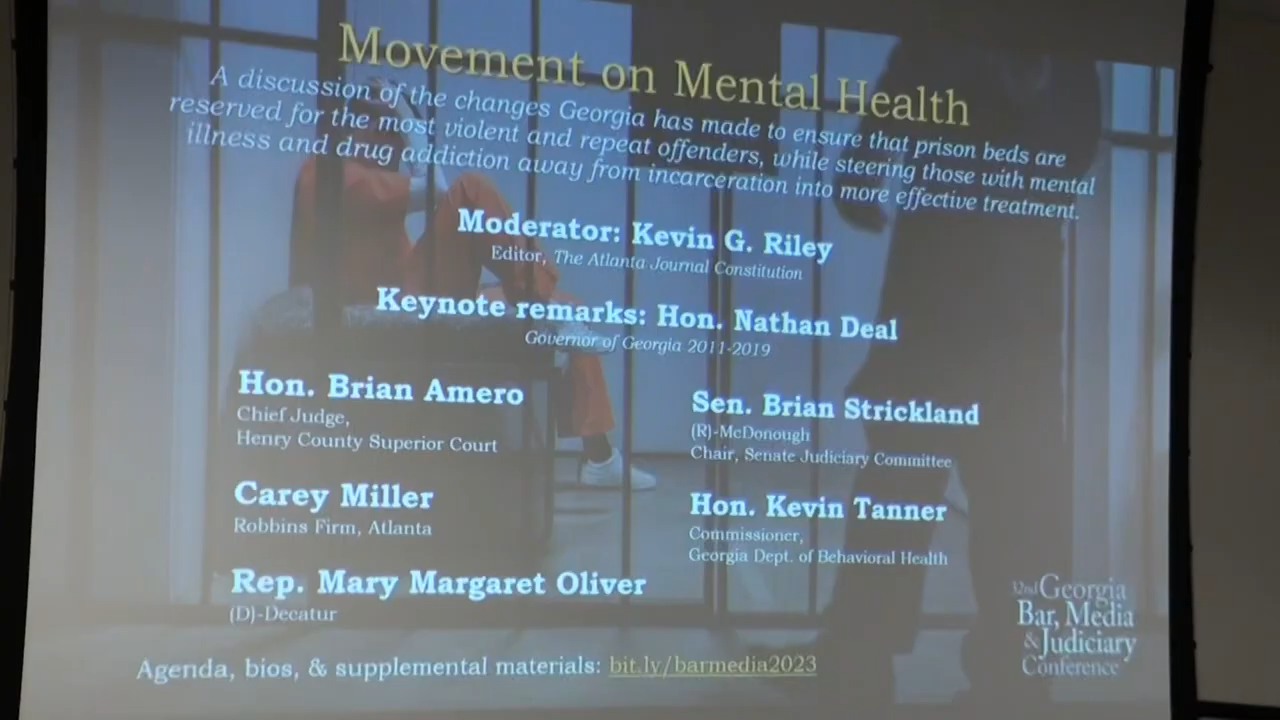 Movement on Mental Health
A discussion of the changes Georgia has made to ensure that prison beds are
reserved for the most violent and repeat offenders, while steering those with mental
illness and drug addiction away from incarceration into more effective treatment.
Moderator: Kevin G. Riley
Editor, The Atlanta Journal Constitution
Keynote remarks: Hon. Nathan Deal
Governor of Georgia 2011-2019
Hon. Brian Amero
Chief Judge,
Henry County Superior Court
Carey Miller
Robbins Firm, Atlanta
Rep. Mary Margaret Oliver
(D)-Decatur
Sen. Brian Strickland
(R)-McDonough
Chair, Senate Judiciary Committee
Hon. Kevin Tanner
Commissioner,
Georgia Dept. of Behavioral Health
Agenda, bios, & supplemental materials: bit.ly/barmedia2023
32nd Georgia
Bar, Media
& Judiciary
Conference